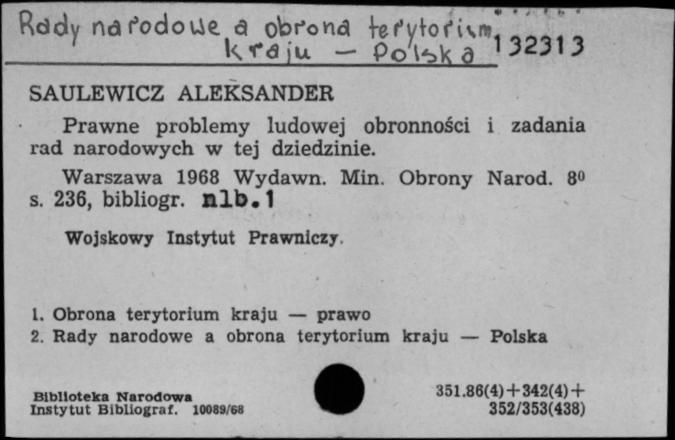 Rady narodowe a obrona terytorium
kraju — Polska
132313
SAULEWICZ ALEKSANDER
Prawne problemy ludowej obronności i zadania
rad narodowych w tej dziedzinie.
Warszawa 1968 Wydawn. Min. Obrony Narod. 8⁰
s. 236, bibliogr. nlb. 1
Wojskowy Instytut Prawniczy.
1. Obrona terytorium kraju — prawo
2. Rady narodowe a obrona terytorium kraju — Polska
Biblioteka Narodowa
Instytut Bibliograf. 10089/68
351.86(4)+342(4)+
352/353(438)